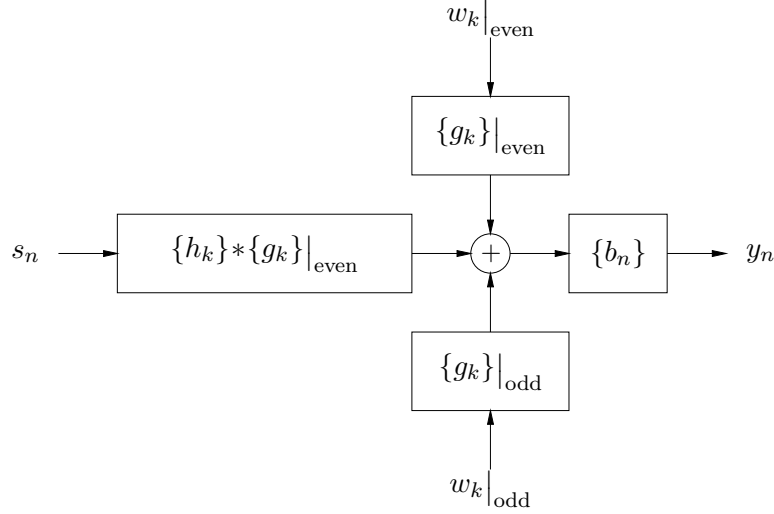 w_k|_even
{g_k}|_even
s_n {h_k}*{g_k}|_even + {b_n} y_n
{g_k}|_odd
w_k|_odd